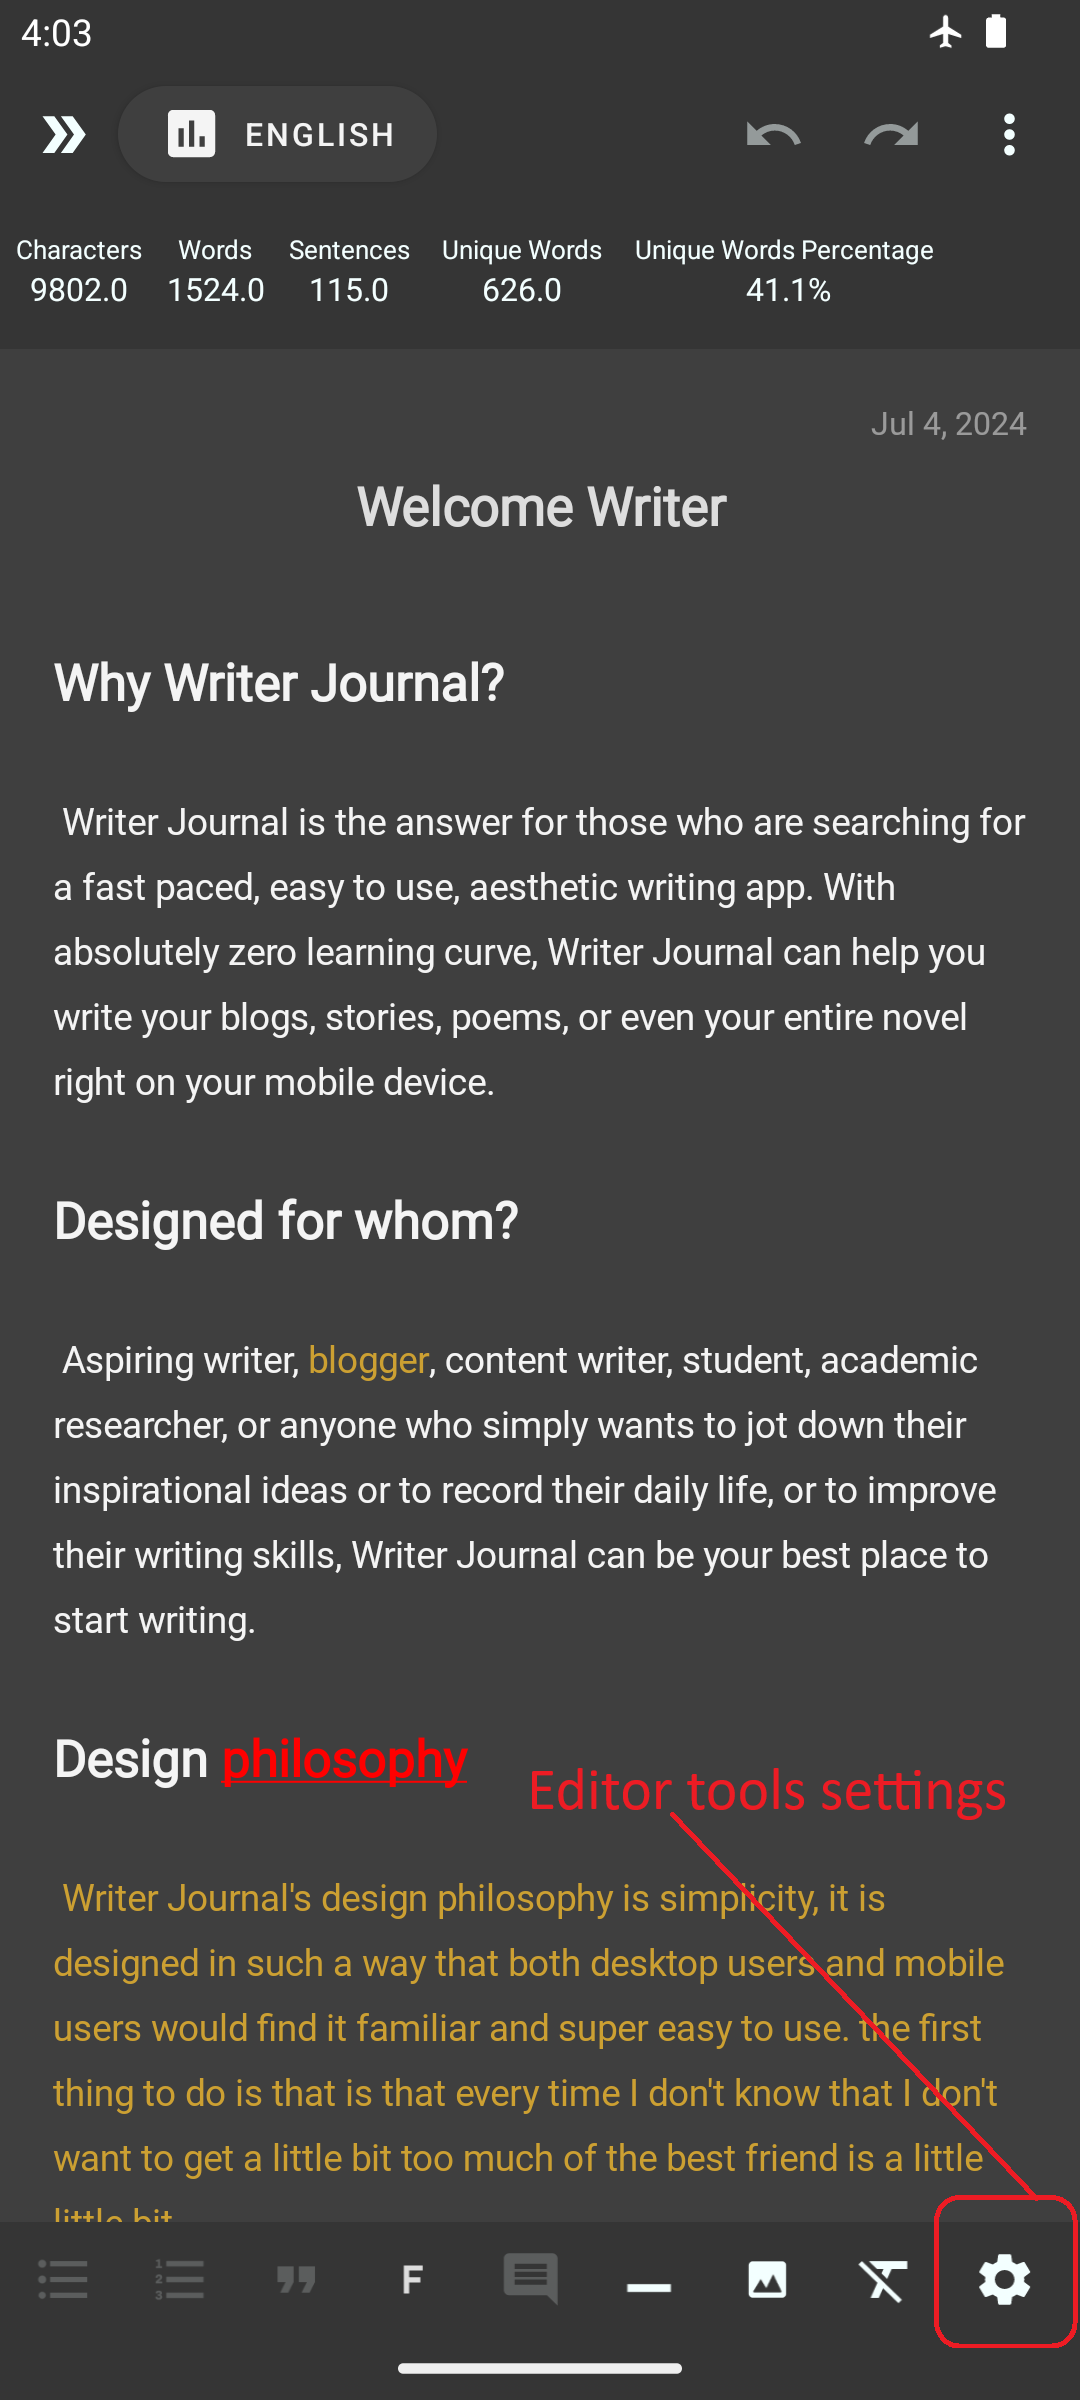 4:03
ENGLISH
Characters Words Sentences Unique Words Unique Words Percentage
9802.0 1524.0 115.0 626.0 41.1%
Jul 4, 2024
Welcome Writer
Why Writer Journal?
Writer Journal is the answer for those who are searching for
a fast paced, easy to use, aesthetic writing app. With
absolutely zero learning curve, Writer Journal can help you
write your blogs, stories, poems, or even your entire novel
right on your mobile device.
Designed for whom?
Aspiring writer, blogger, content writer, student, academic
researcher, or anyone who simply wants to jot down their
inspirational ideas or to record their daily life, or to improve
their writing skills, Writer Journal can be your best place to
start writing.
Design philosophy
Editor tools settings
Writer Journal's design philosophy is simplicity, it is
designed in such a way that both desktop users and mobile
users would find it familiar and super easy to use. the first
thing to do is that is that every time I don't know that I don't
want to get a little bit too much of the best friend is a little
little bit
1
2
3
F